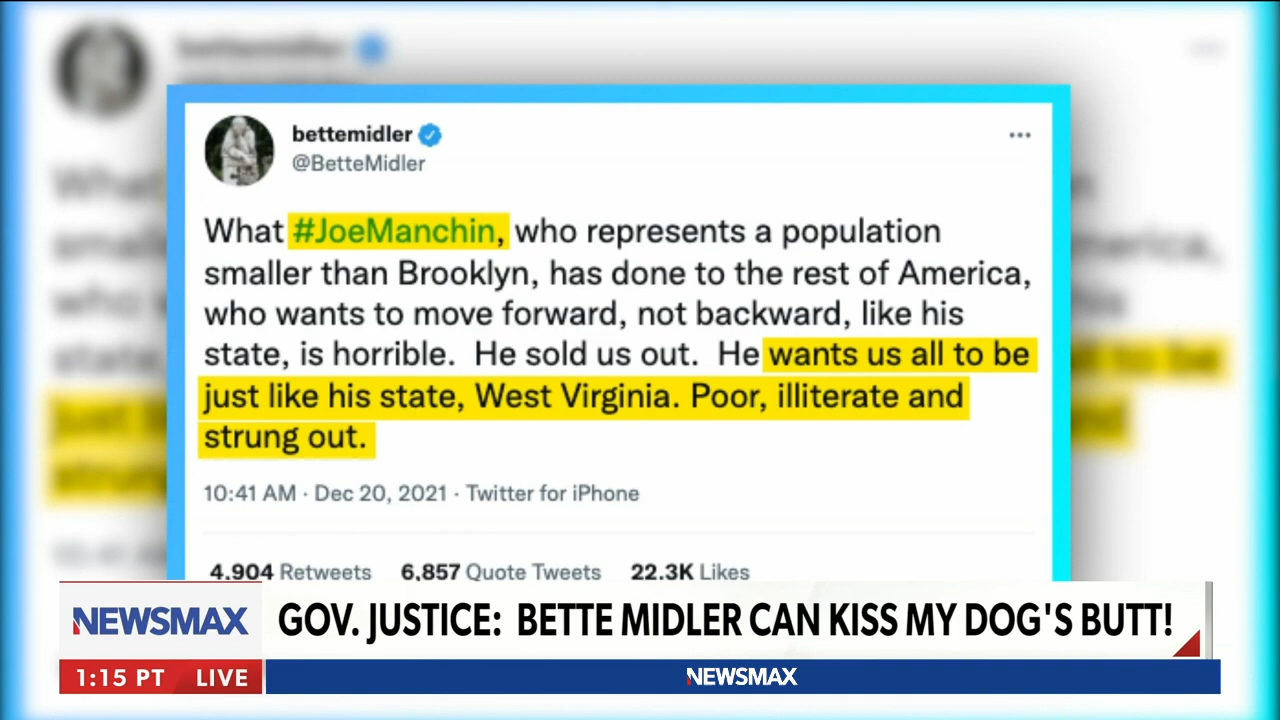 bettemidler
bettemidler
@BetteMidler
What #JoeManchin, who represents a population
smaller than Brooklyn, has done to the rest of America,
who wants to move forward, not backward, like his
state, is horrible. He sold us out. He wants us all to be
just like his state, West Virginia. Poor, illiterate and
strung out.
10:41 AM · Dec 20, 2021 · Twitter for iPhone
4,904 Retweets 6,857 Quote Tweets 22.3K Likes
NEWSMAX
GOV. JUSTICE: BETTE MIDLER CAN KISS MY DOG'S BUTT!
1:15 PT LIVE
NEWSMAX